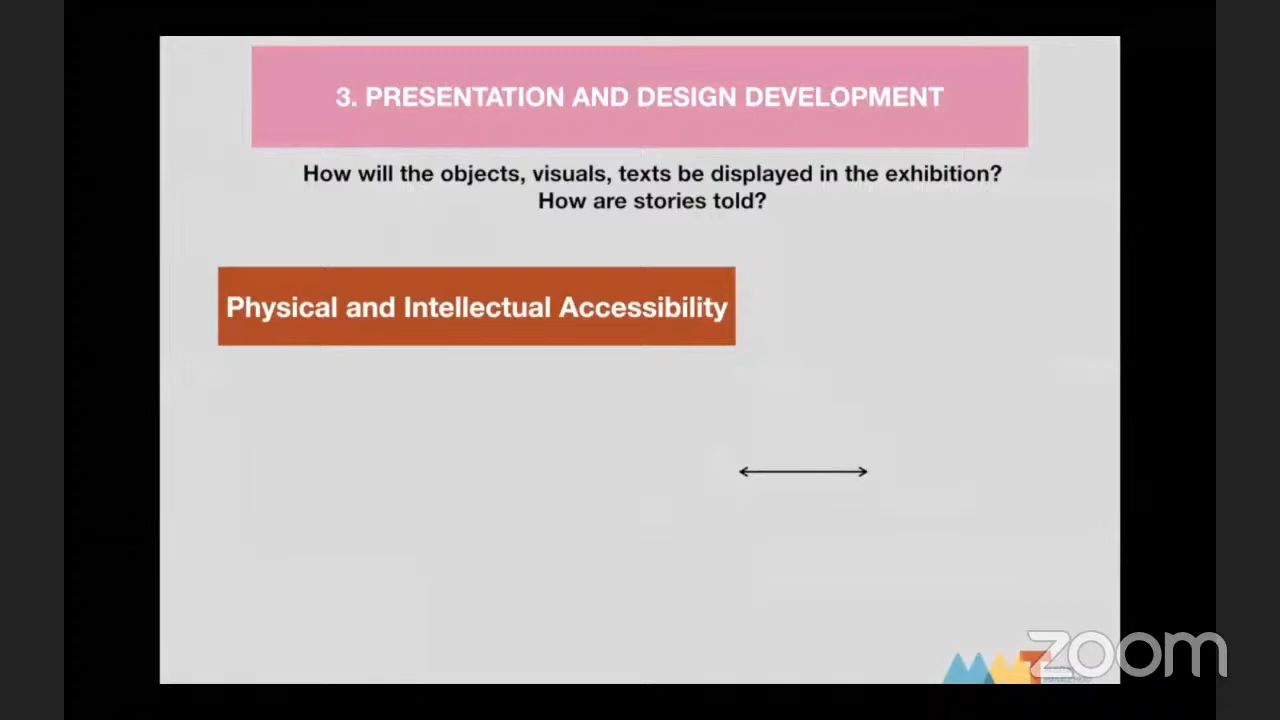 3. PRESENTATION AND DESIGN DEVELOPMENT
How will the objects, visuals, texts be displayed in the exhibition?
How are stories told?
Physical and Intellectual Accessibility
zoom